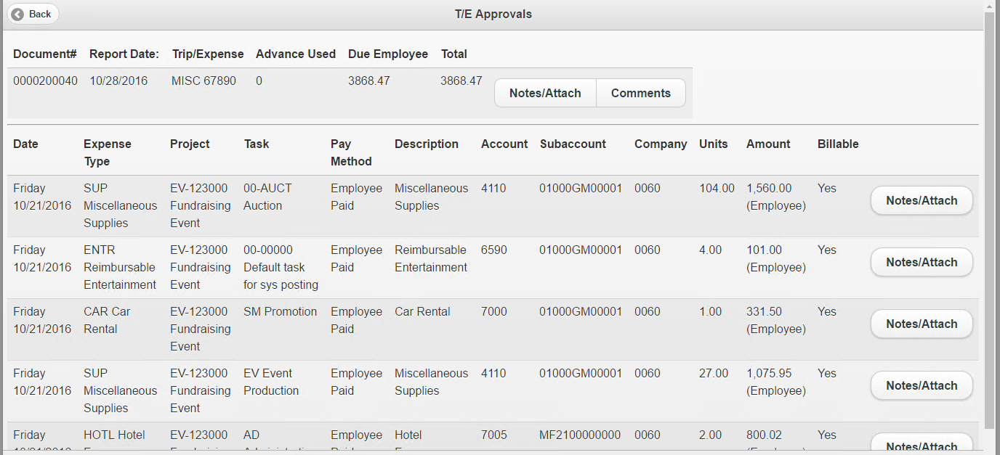 Back
T/E Approvals
Document# Report Date: Trip/Expense Advance Used Due Employee Total
0000200040 10/28/2016 MISC 67890 0 3868.47 3868.47
Notes/Attach Comments
Date Expense Project Task Pay Description Account Subaccount Company Units Amount Billable
Type Method
Friday SUP EV-123000 00-AUCT Employee Miscellaneous 4110 01000GM00001 0060 104.00 1,560.00 Yes
10/21/2016 Miscellaneous Fundraising Auction Paid Supplies (Employee) Notes/Attach
Supplies Event
Friday ENTR EV-123000 00-00000 Employee Reimbursable 6590 01000GM00001 0060 4.00 101.00 Yes
10/21/2016 Reimbursable Fundraising Default task Paid Entertainment (Employee) Notes/Attach
Entertainment Event for sys posting
Friday CAR Car EV-123000 SM Promotion Employee Car Rental 7000 01000GM00001 0060 1.00 331.50 Yes
10/21/2016 Rental Fundraising Paid (Employee) Notes/Attach
Event
Friday SUP EV-123000 EV Event Employee Miscellaneous 4110 01000GM00001 0060 27.00 1,075.95 Yes
10/21/2016 Miscellaneous Fundraising Production Paid Supplies (Employee) Notes/Attach
Supplies Event
Friday HOTL Hotel EV-123000 AD Employee Hotel 7005 MF2100000000 0060 2.00 800.02 Yes
Notes/Attach